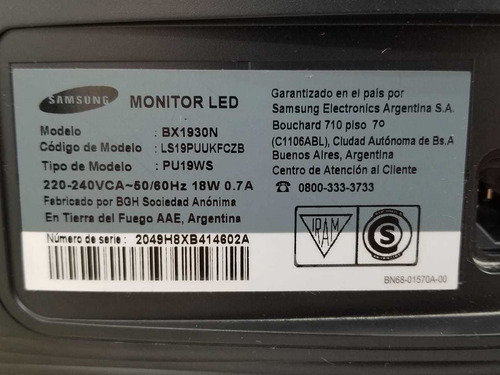 SAMSUNG
MONITOR LED
Modelo : BX1930N
Código de Modelo : LS19PUUKFCZB
Tipo de Modelo : PU19WS
220-240VCA~50/60Hz 18W 0.7A
Fabricado por BGH Sociedad Anónima
En Tierra del Fuego AAE, Argentina
Número de serie : 2049H8XB414602A
Garantizado en el país por
Samsung Electronics Argentina S.A.
Bouchard 710 piso 7º
(C1106ABL), Ciudad Autónoma de Bs.A
Buenos Aires, Argentina
Centro de Atención al Cliente
☎ 0800-333-3733
IRAM
S
BN68-01570A-00